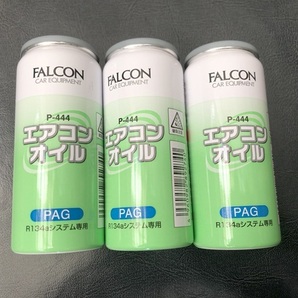 FALCON
CAR EQUIPMENT
P-444
エアコン
オイル
PAG
R134aシステム専用
FALCON
CAR EQUIPMENT
P-444
エアコン
オイル
PAG
R134aシステム専用
FALCON
CAR EQUIPMENT
P-444
エアコン
オイル
PAG
R134aシステム専用